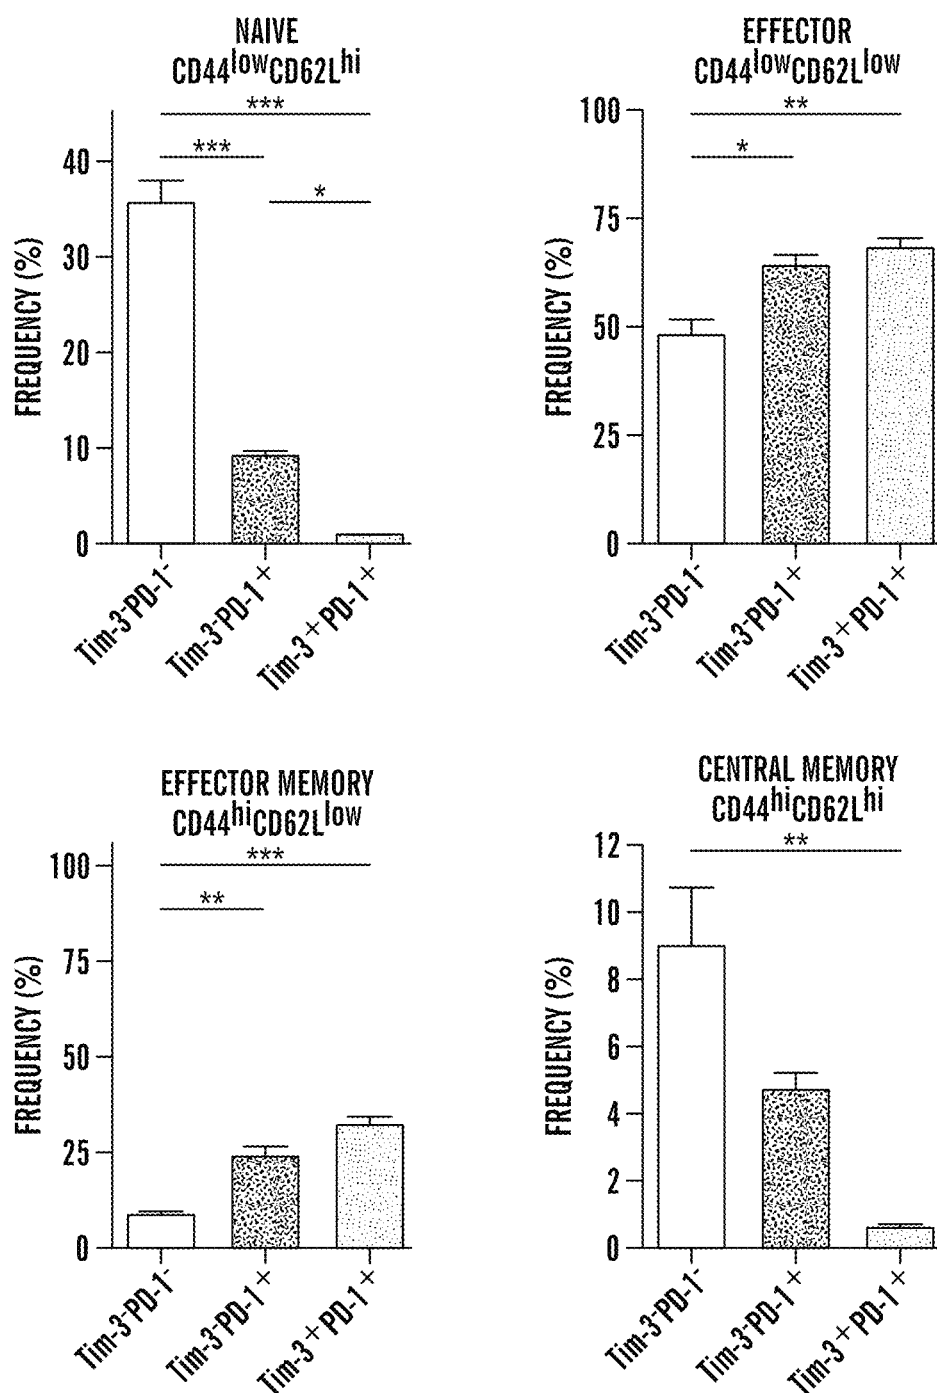 NAIVE
CD44lowCD62Lhi
***
***
*
FREQUENCY (%)
40
30
20
10
0
Tim-3-PD-1-
Tim-3-PD-1+
Tim-3+PD-1+
EFFECTOR
CD44lowCD62Llow
**
*
FREQUENCY (%)
100
75
50
25
0
Tim-3-PD-1-
Tim-3-PD-1+
Tim-3+PD-1+
EFFECTOR MEMORY
CD44hiCD62Llow
***
**
FREQUENCY (%)
100
75
50
25
0
Tim-3-PD-1-
Tim-3-PD-1+
Tim-3+PD-1+
CENTRAL MEMORY
CD44hiCD62Lhi
**
FREQUENCY (%)
12
10
8
6
4
2
0
Tim-3-PD-1-
Tim-3-PD-1+
Tim-3+PD-1+